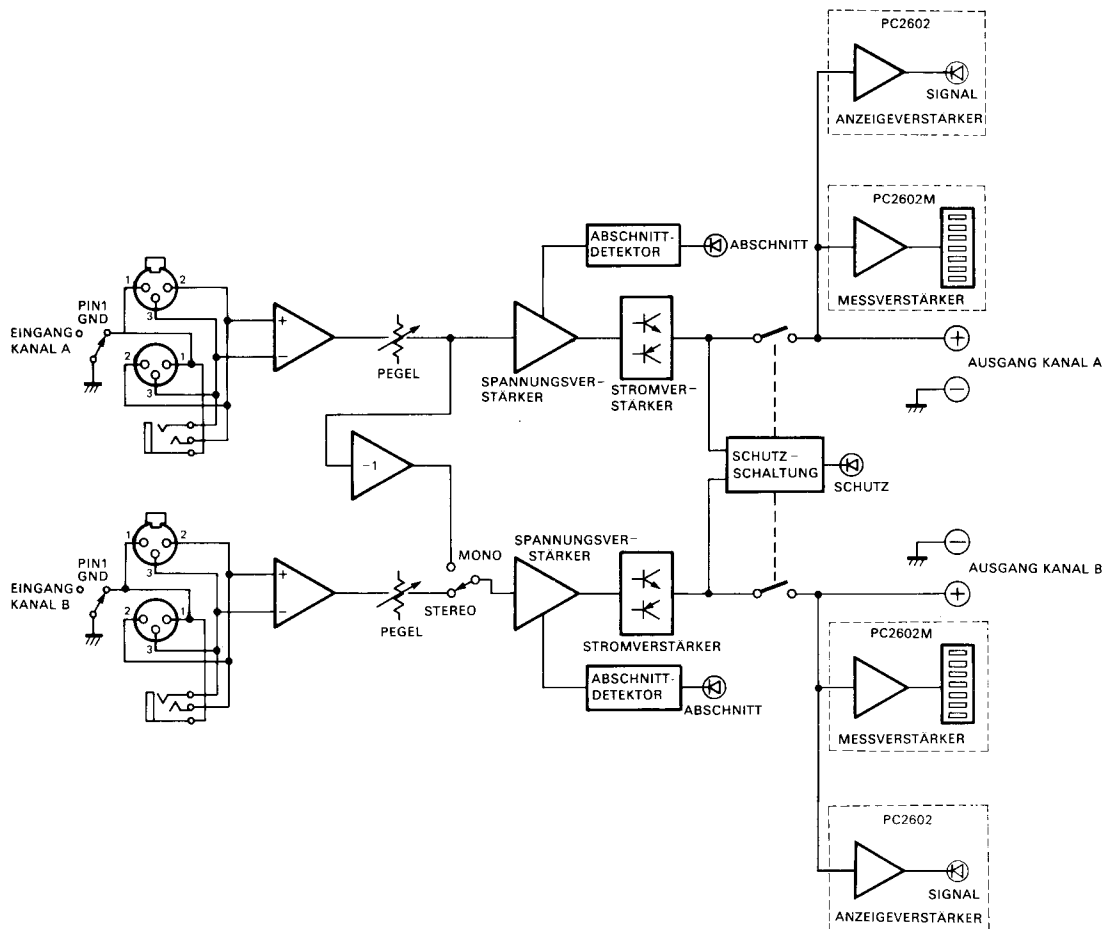 PC2602
SIGNAL
ANZEIGEVERSTÄRKER
PC2602M
MESSVERSTÄRKER
ABSCHNITT-
DETEKTOR
ABSCHNITT
1
2
3
PIN1
GND
EINGANG
KANAL A
2
1
3
+
−
PEGEL
SPANNUNGSVER-
STÄRKER
STROMVER-
STÄRKER
+
AUSGANG KANAL A
−
−1
SCHUTZ-
SCHALTUNG
SCHUTZ
1
2
3
PIN1
GND
EINGANG
KANAL B
2
1
3
+
−
PEGEL
MONO
STEREO
SPANNUNGSVER-
STÄRKER
STROMVERSTÄRKER
ABSCHNITT-
DETEKTOR
ABSCHNITT
−
AUSGANG KANAL B
+
PC2602M
MESSVERSTÄRKER
PC2602
SIGNAL
ANZEIGEVERSTÄRKER